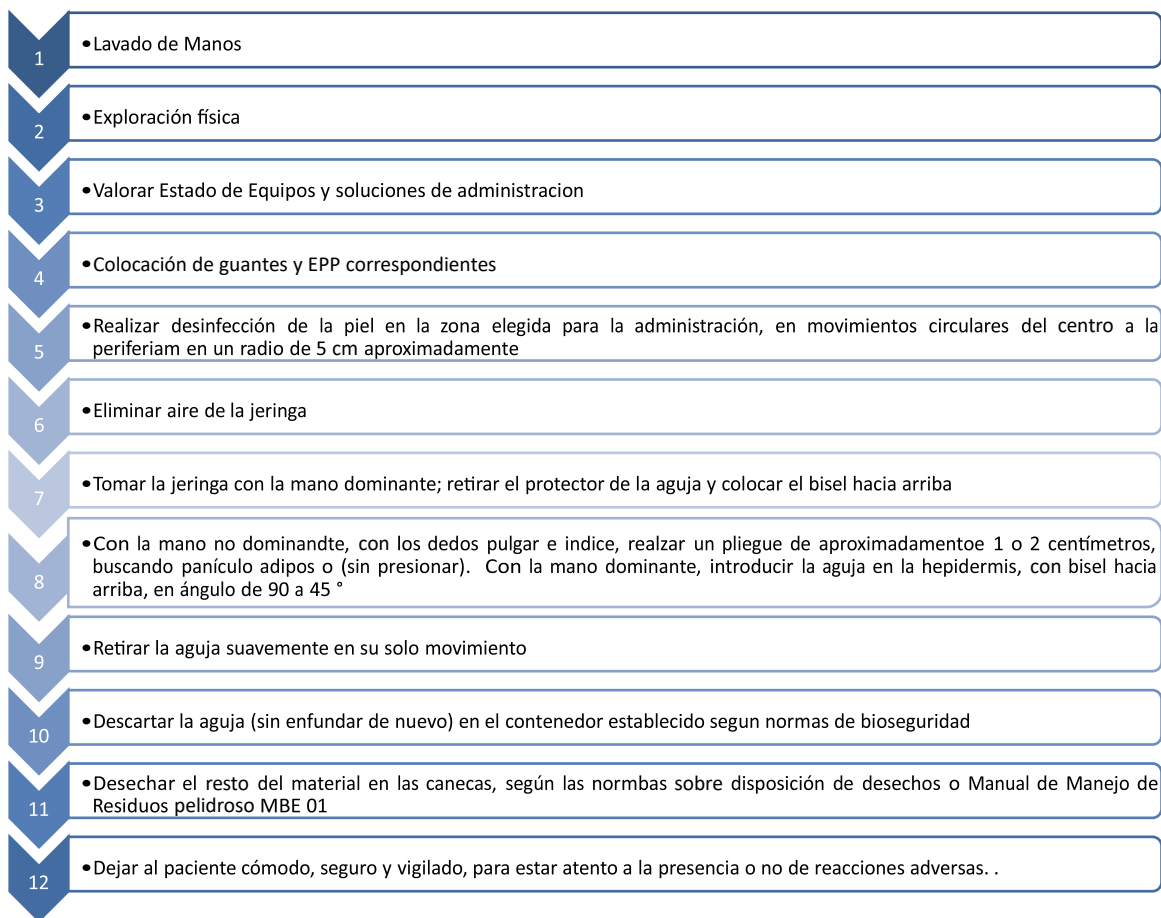 1
•Lavado de Manos
2
•Exploración física
3
•Valorar Estado de Equipos y soluciones de administracion
4
•Colocación de guantes y EPP correspondientes
5
•Realizar desinfección de la piel en la zona elegida para la administración, en movimientos circulares del centro a la
periferiam en un radio de 5 cm aproximadamente
6
•Eliminar aire de la jeringa
7
•Tomar la jeringa con la mano dominante; retirar el protector de la aguja y colocar el bisel hacia arriba
8
•Con la mano no dominandte, con los dedos pulgar e indice, realzar un pliegue de aproximadamentoe 1 o 2 centímetros,
buscando panículo adipos o (sin presionar). Con la mano dominante, introducir la aguja en la hepidermis, con bisel hacia
arriba, en ángulo de 90 a 45 °
9
•Retirar la aguja suavemente en su solo movimiento
10
•Descartar la aguja (sin enfundar de nuevo) en el contenedor establecido segun normas de bioseguridad
11
•Desechar el resto del material en las canecas, según las normbas sobre disposición de desechos o Manual de Manejo de
Residuos pelidroso MBE 01
12
•Dejar al paciente cómodo, seguro y vigilado, para estar atento a la presencia o no de reacciones adversas. .